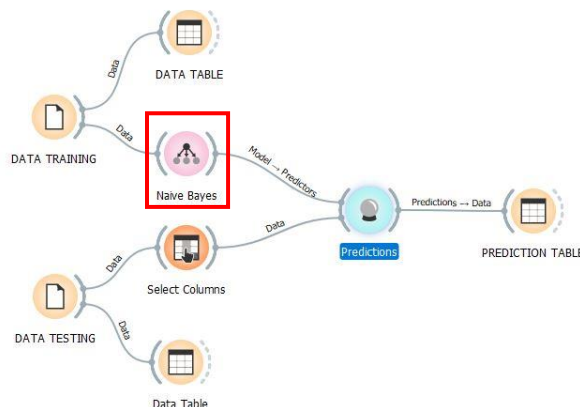 DATA TABLE
Data
DATA TRAINING
Data
Naive Bayes
Model → Predictors
Predictions
Predictions → Data
PREDICTION TABLE
Data
Select Columns
Data
DATA TESTING
Data
Data Table